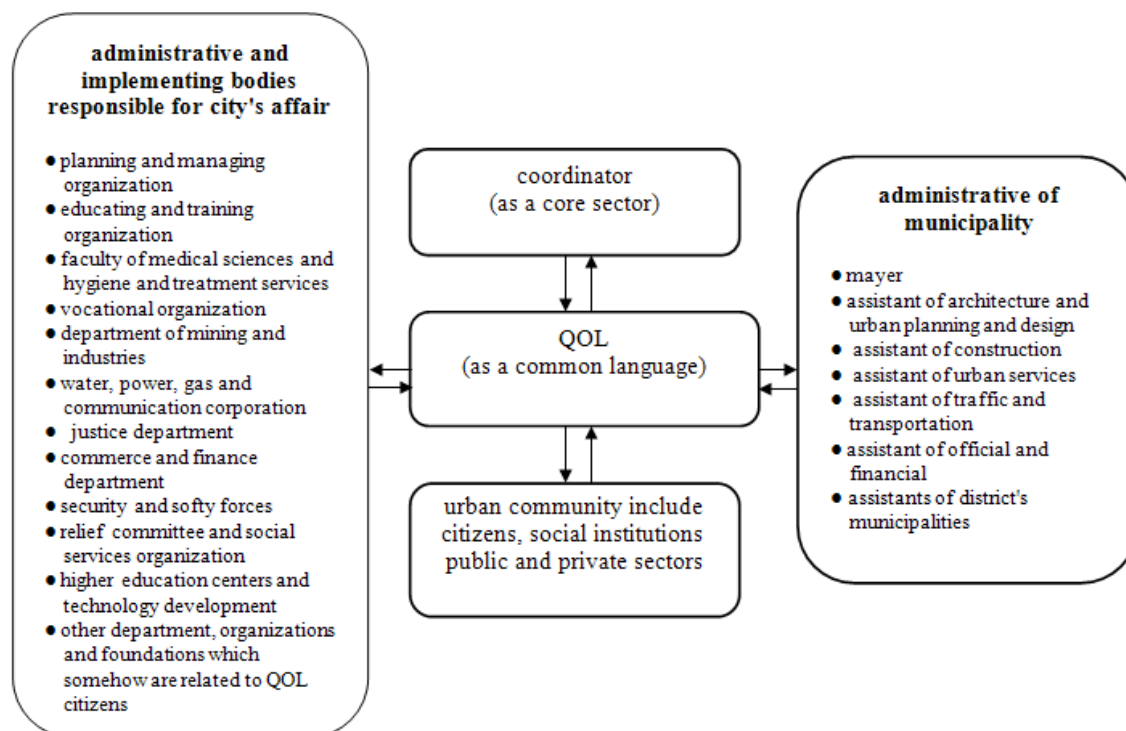 administrative and
implementing bodies
responsible for city's affair
● planning and managing
organization
● educating and training
organization
● faculty of medical sciences and
hygiene and treatment services
● vocational organization
● department of mining and
industries
● water, power, gas and
communication corporation
● justice department
● commerce and finance
department
● security and softy forces
● relief committee and social
services organization
● higher education centers and
technology development
● other department, organizations
and foundations which
somehow are related to QOL
citizens
coordinator
(as a core sector)
QOL
(as a common language)
urban community include
citizens, social institutions
public and private sectors
administrative of
municipality
● mayer
● assistant of architecture and
urban planning and design
● assistant of construction
● assistant of urban services
● assistant of traffic and
transportation
● assistant of official and
financial
● assistants of district's
municipalities